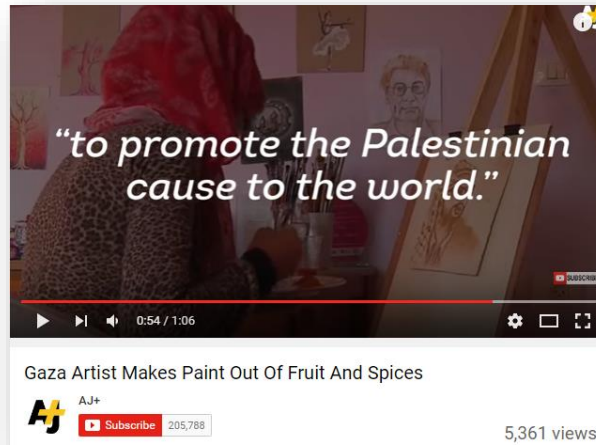 “to promote the Palestinian
cause to the world.”
SUBSCRIBE
0:54 / 1:06
Gaza Artist Makes Paint Out Of Fruit And Spices
AJ+
Subscribe 205,788
5,361 views